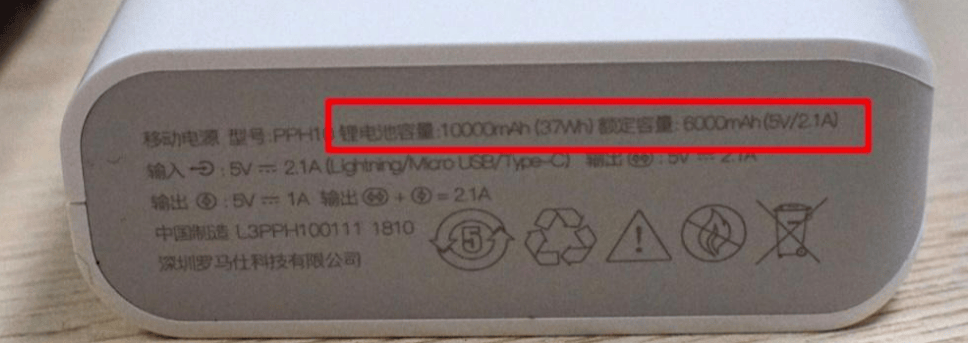 移动电源 型号:PPH10 锂电池容量:10000mAh (37Wh) 额定容量: 6000mAh (5V/2.1A)
输入 : 5V ⎓ 2.1A (Lightning/Micro USB/Type-C) 输出 : 5V ⎓ 2.1A
输出 : 5V ⎓ 1A 输出 + = 2.1A
中国制造 L3PPH100111 1810
深圳罗马仕科技有限公司
5